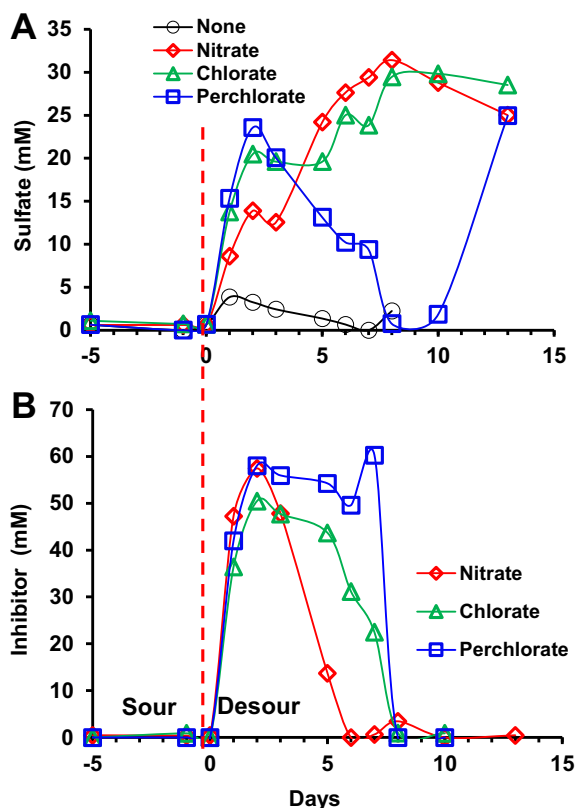 A
None
Nitrate
Chlorate
Perchlorate
35
30
25
20
15
10
5
0
Sulfate (mM)
-5 0 5 10 15
B
70
60
50
40
30
20
10
0
Inhibitor (mM)
Nitrate
Chlorate
Perchlorate
Sour Desour
-5 0 5 10 15
Days